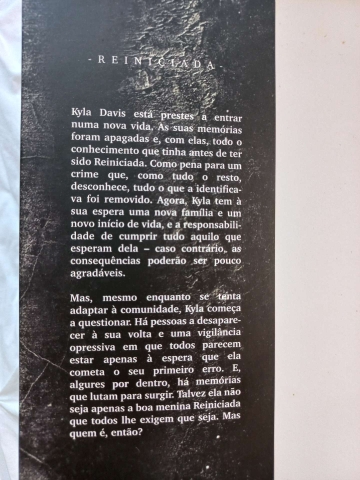 - REINICIADA
Kyla Davis está prestes a entrar
numa nova vida. As suas memórias
foram apagadas e, com elas, todo o
conhecimento que tinha antes de ter
sido Reiniciada. Como pena para um
crime que, como tudo o resto,
desconhece, tudo o que a identifica-
va foi removido. Agora, Kyla tem à
sua espera uma nova família e um
novo início de vida, e a responsabili-
dade de cumprir tudo aquilo que
esperam dela – caso contrário, as
consequências poderão ser pouco
agradáveis.
Mas, mesmo enquanto se tenta
adaptar à comunidade, Kyla começa
a questionar. Há pessoas a desapare-
cer à sua volta e uma vigilância
opressiva em que todos parecem
estar apenas à espera que ela
cometa o seu primeiro erro. E,
algures por dentro, há memórias
que lutam para surgir. Talvez ela não
seja apenas a boa menina Reiniciada
que todos lhe exigem que seja. Mas
quem é, então?